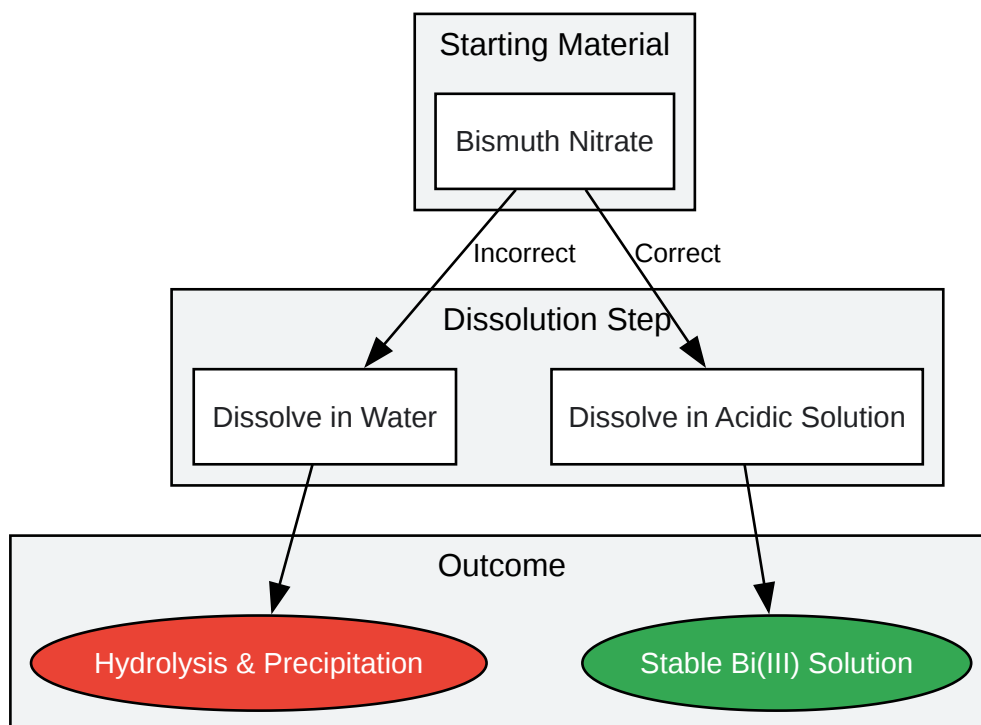 Starting Material
Bismuth Nitrate
Incorrect
Correct
Dissolution Step
Dissolve in Water
Dissolve in Acidic Solution
Outcome
Hydrolysis & Precipitation
Stable Bi(III) Solution